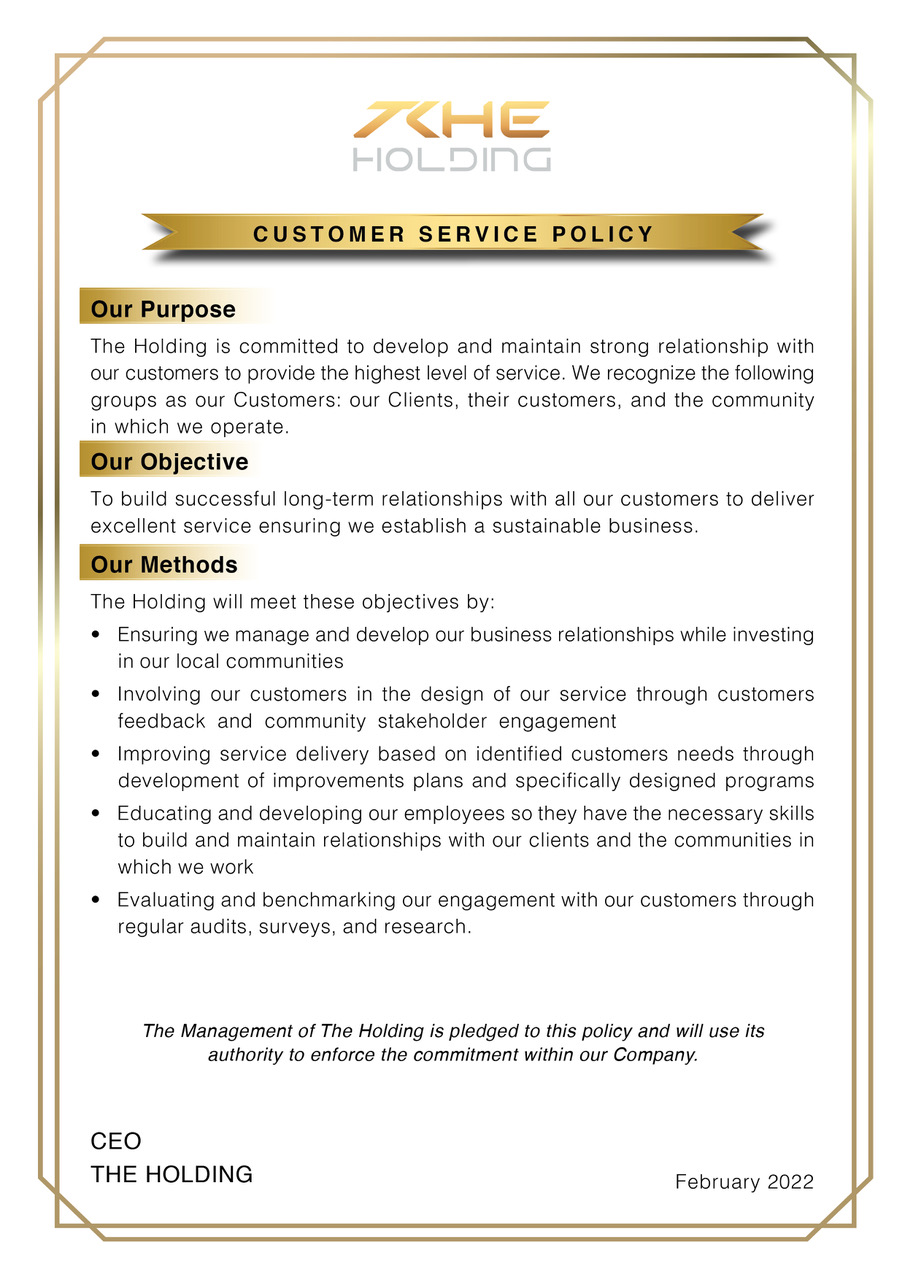 THE
HOLDING
CUSTOMER SERVICE POLICY
Our Purpose
The Holding is committed to develop and maintain strong relationship with
our customers to provide the highest level of service. We recognize the following
groups as our Customers: our Clients, their customers, and the community
in which we operate.
Our Objective
To build successful long-term relationships with all our customers to deliver
excellent service ensuring we establish a sustainable business.
Our Methods
The Holding will meet these objectives by:
• Ensuring we manage and develop our business relationships while investing
in our local communities
• Involving our customers in the design of our service through customers
feedback and community stakeholder engagement
• Improving service delivery based on identified customers needs through
development of improvements plans and specifically designed programs
• Educating and developing our employees so they have the necessary skills
to build and maintain relationships with our clients and the communities in
which we work
• Evaluating and benchmarking our engagement with our customers through
regular audits, surveys, and research.
The Management of The Holding is pledged to this policy and will use its
authority to enforce the commitment within our Company.
CEO
THE HOLDING
February 2022